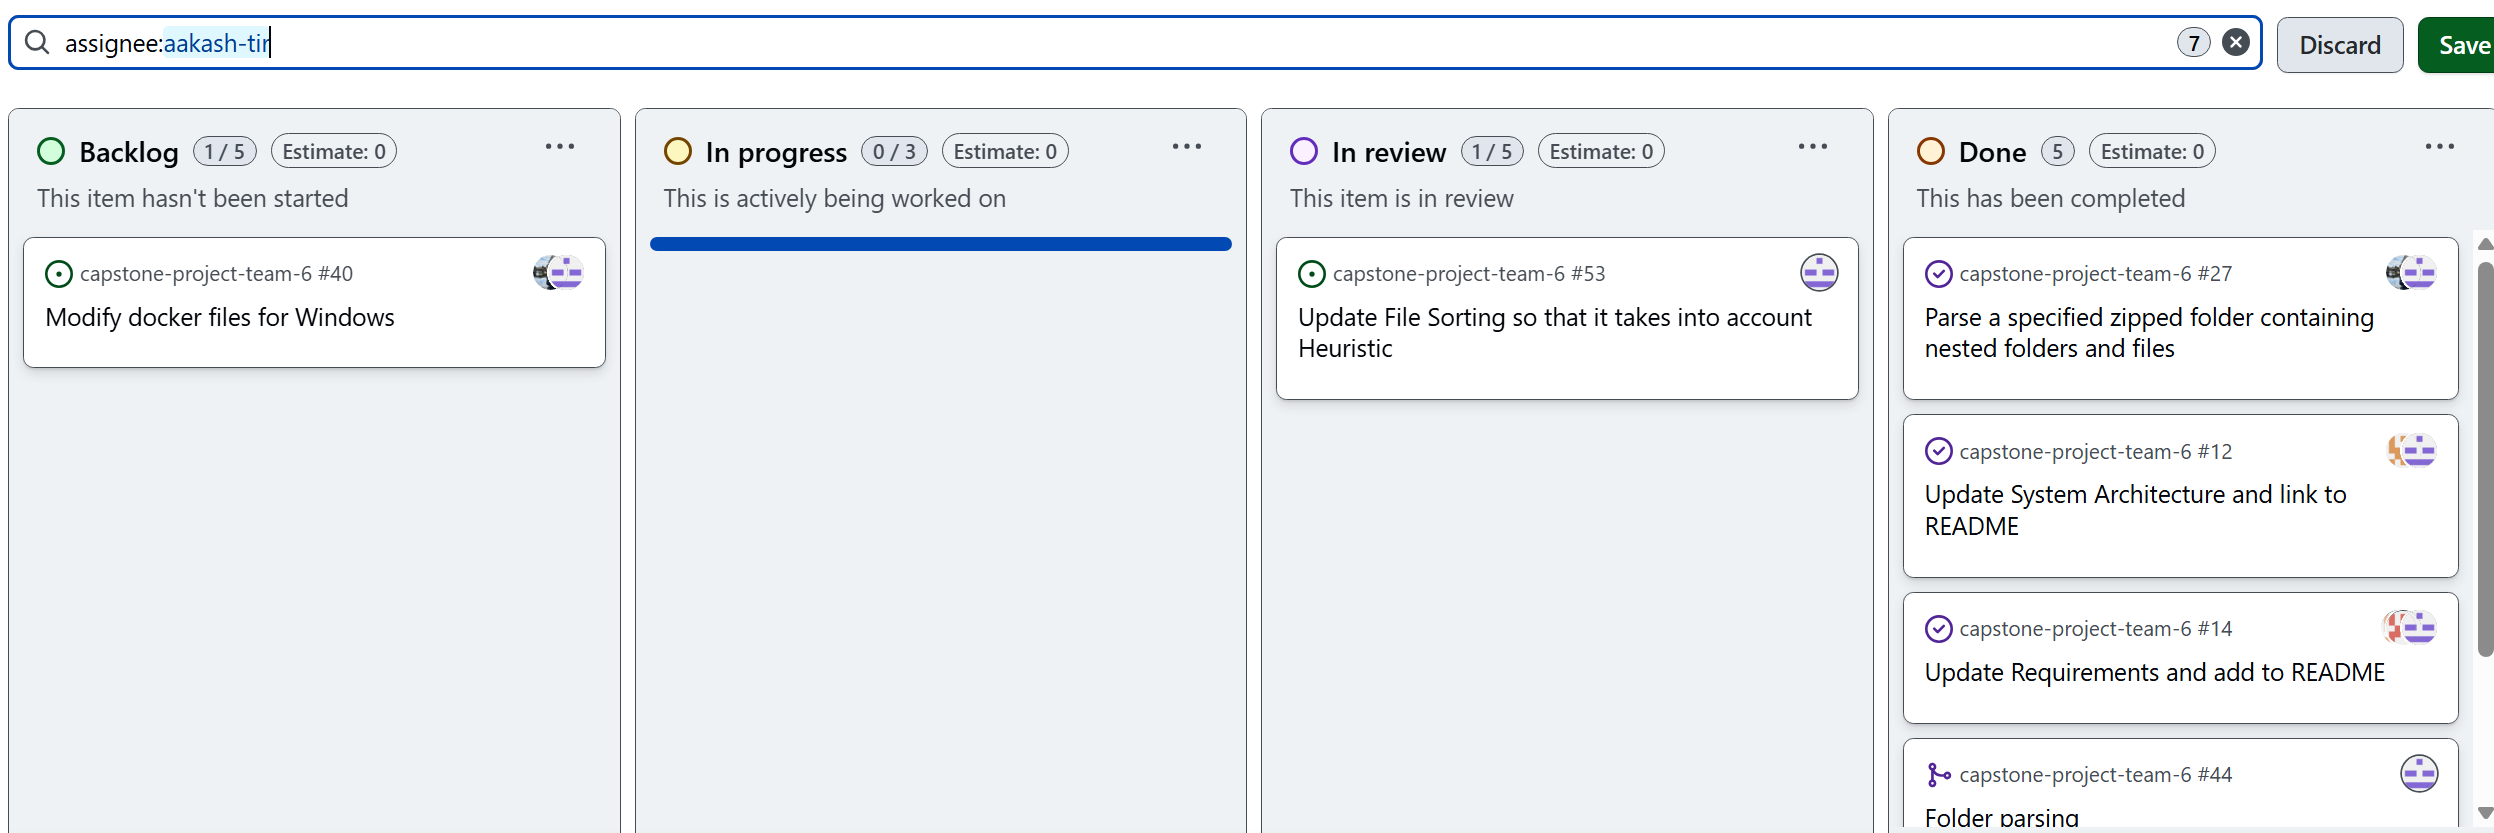 assignee:aakash-tir
7
Discard
Save
Backlog 1 / 5 Estimate: 0
This item hasn't been started
capstone-project-team-6 #40
Modify docker files for Windows
In progress 0 / 3 Estimate: 0
This is actively being worked on
In review 1 / 5 Estimate: 0
This item is in review
capstone-project-team-6 #53
Update File Sorting so that it takes into account
Heuristic
Done 5 Estimate: 0
This has been completed
capstone-project-team-6 #27
Parse a specified zipped folder containing
nested folders and files
capstone-project-team-6 #12
Update System Architecture and link to
README
capstone-project-team-6 #14
Update Requirements and add to README
capstone-project-team-6 #44
Folder parsing